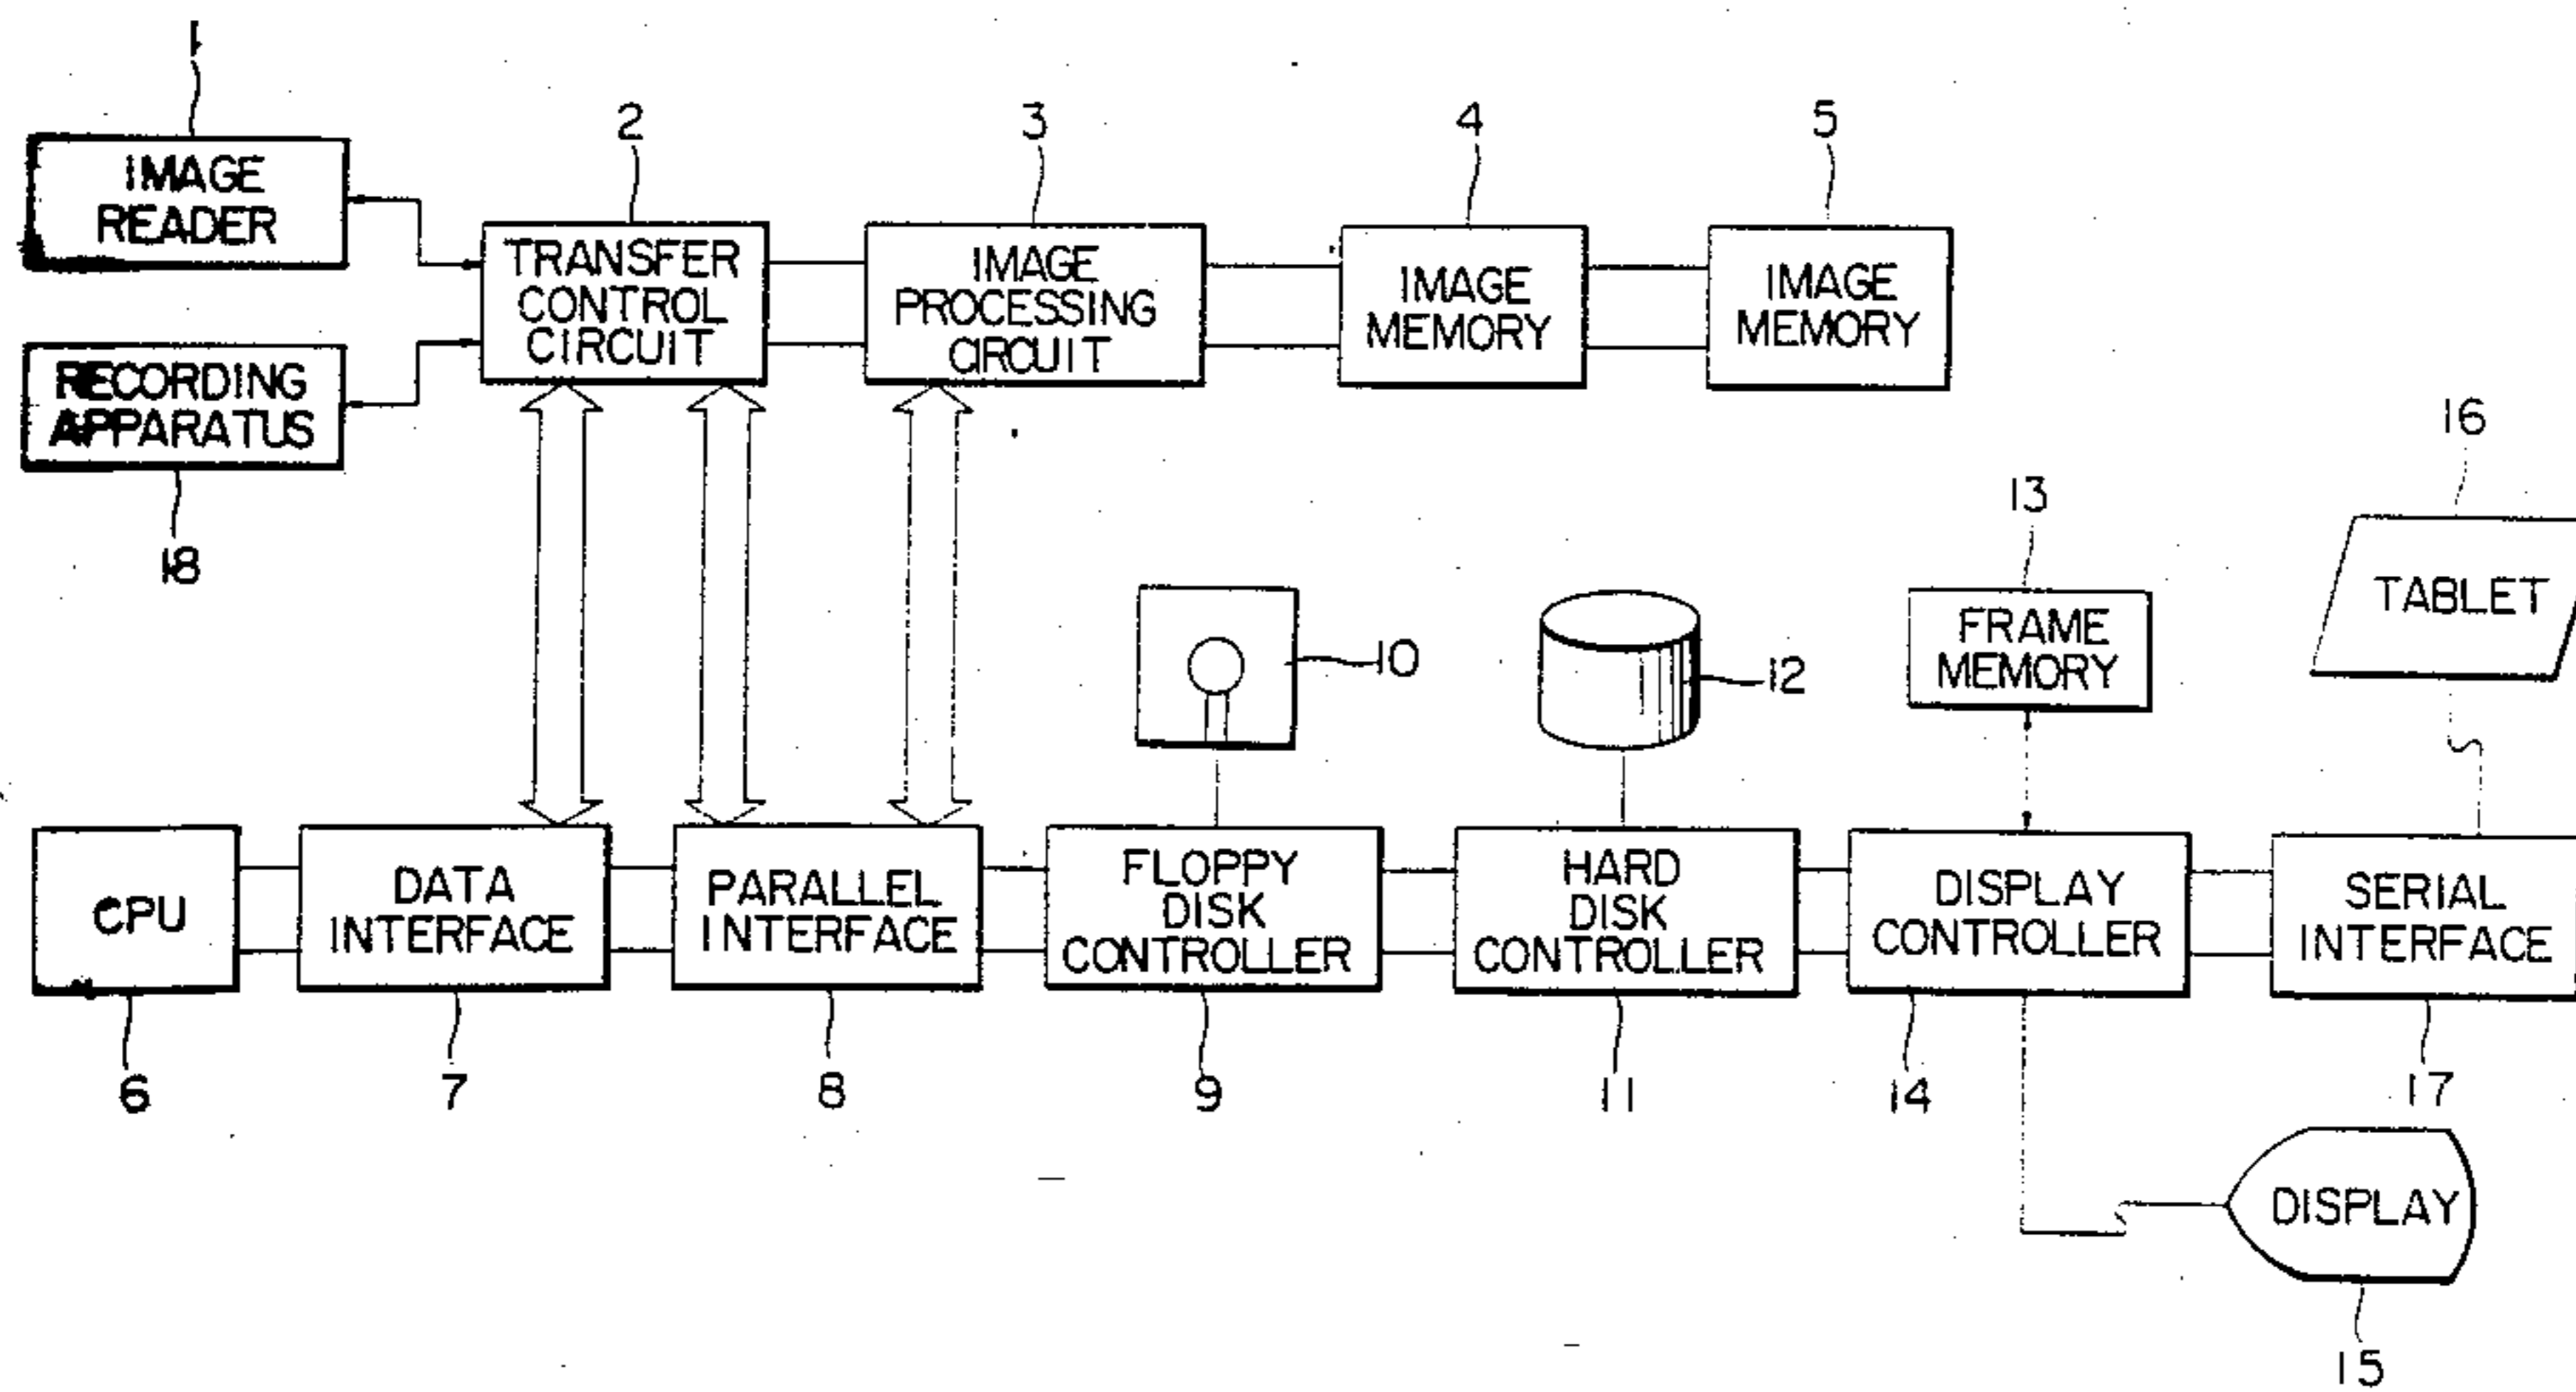 1
IMAGE
READER
2
TRANSFER
CONTROL
CIRCUIT
3
IMAGE
PROCESSING
CIRCUIT
4
IMAGE
MEMORY
5
IMAGE
MEMORY
RECORDING
APPARATUS
18
10
12
13
FRAME
MEMORY
16
TABLET
CPU
6
DATA
INTERFACE
7
PARALLEL
INTERFACE
8
FLOPPY
DISK
CONTROLLER
9
HARD
DISK
CONTROLLER
11
DISPLAY
CONTROLLER
14
SERIAL
INTERFACE
17
DISPLAY
15